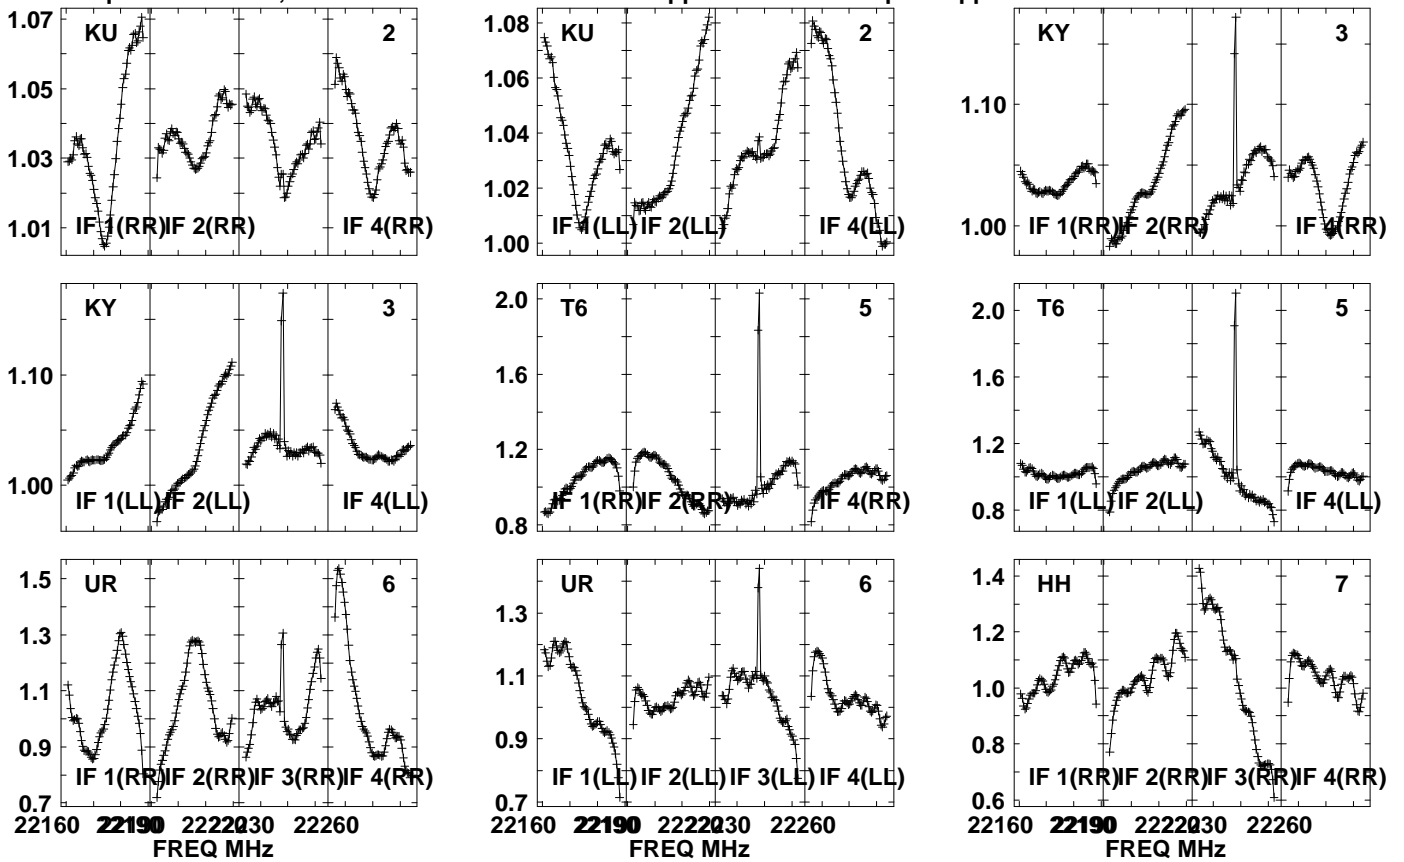 KU 2
1.07
1.05
1.03
1.01
IF 1(RR) IF 2(RR) IF 4(RR)
KU 2
1.08
1.06
1.04
1.02
1.00
IF 1(LL) IF 2(LL) IF 4(LL)
KY 3
1.10
1.00
IF 1(RR) IF 2(RR) IF 4(RR)
KY 3
1.10
1.00
IF 1(LL) IF 2(LL) IF 4(LL)
T6 5
2.0
1.6
1.2
0.8
IF 1(RR) IF 2(RR) IF 4(RR)
T6 5
2.0
1.6
1.2
0.8
IF 1(LL) IF 2(LL) IF 4(LL)
UR 6
1.5
1.3
1.1
0.9
0.7
IF 1(RR) IF 2(RR) IF 3(RR) IF 4(RR)
22160 22190 22260
FREQ MHz
UR 6
1.3
1.1
0.9
0.7
IF 1(LL) IF 2(LL) IF 3(LL) IF 4(LL)
22160 22190 22260
FREQ MHz
HH 7
1.4
1.2
1.0
0.8
0.6
IF 1(RR) IF 2(RR) IF 3(RR) IF 4(RR)
22160 22190 22260
FREQ MHz